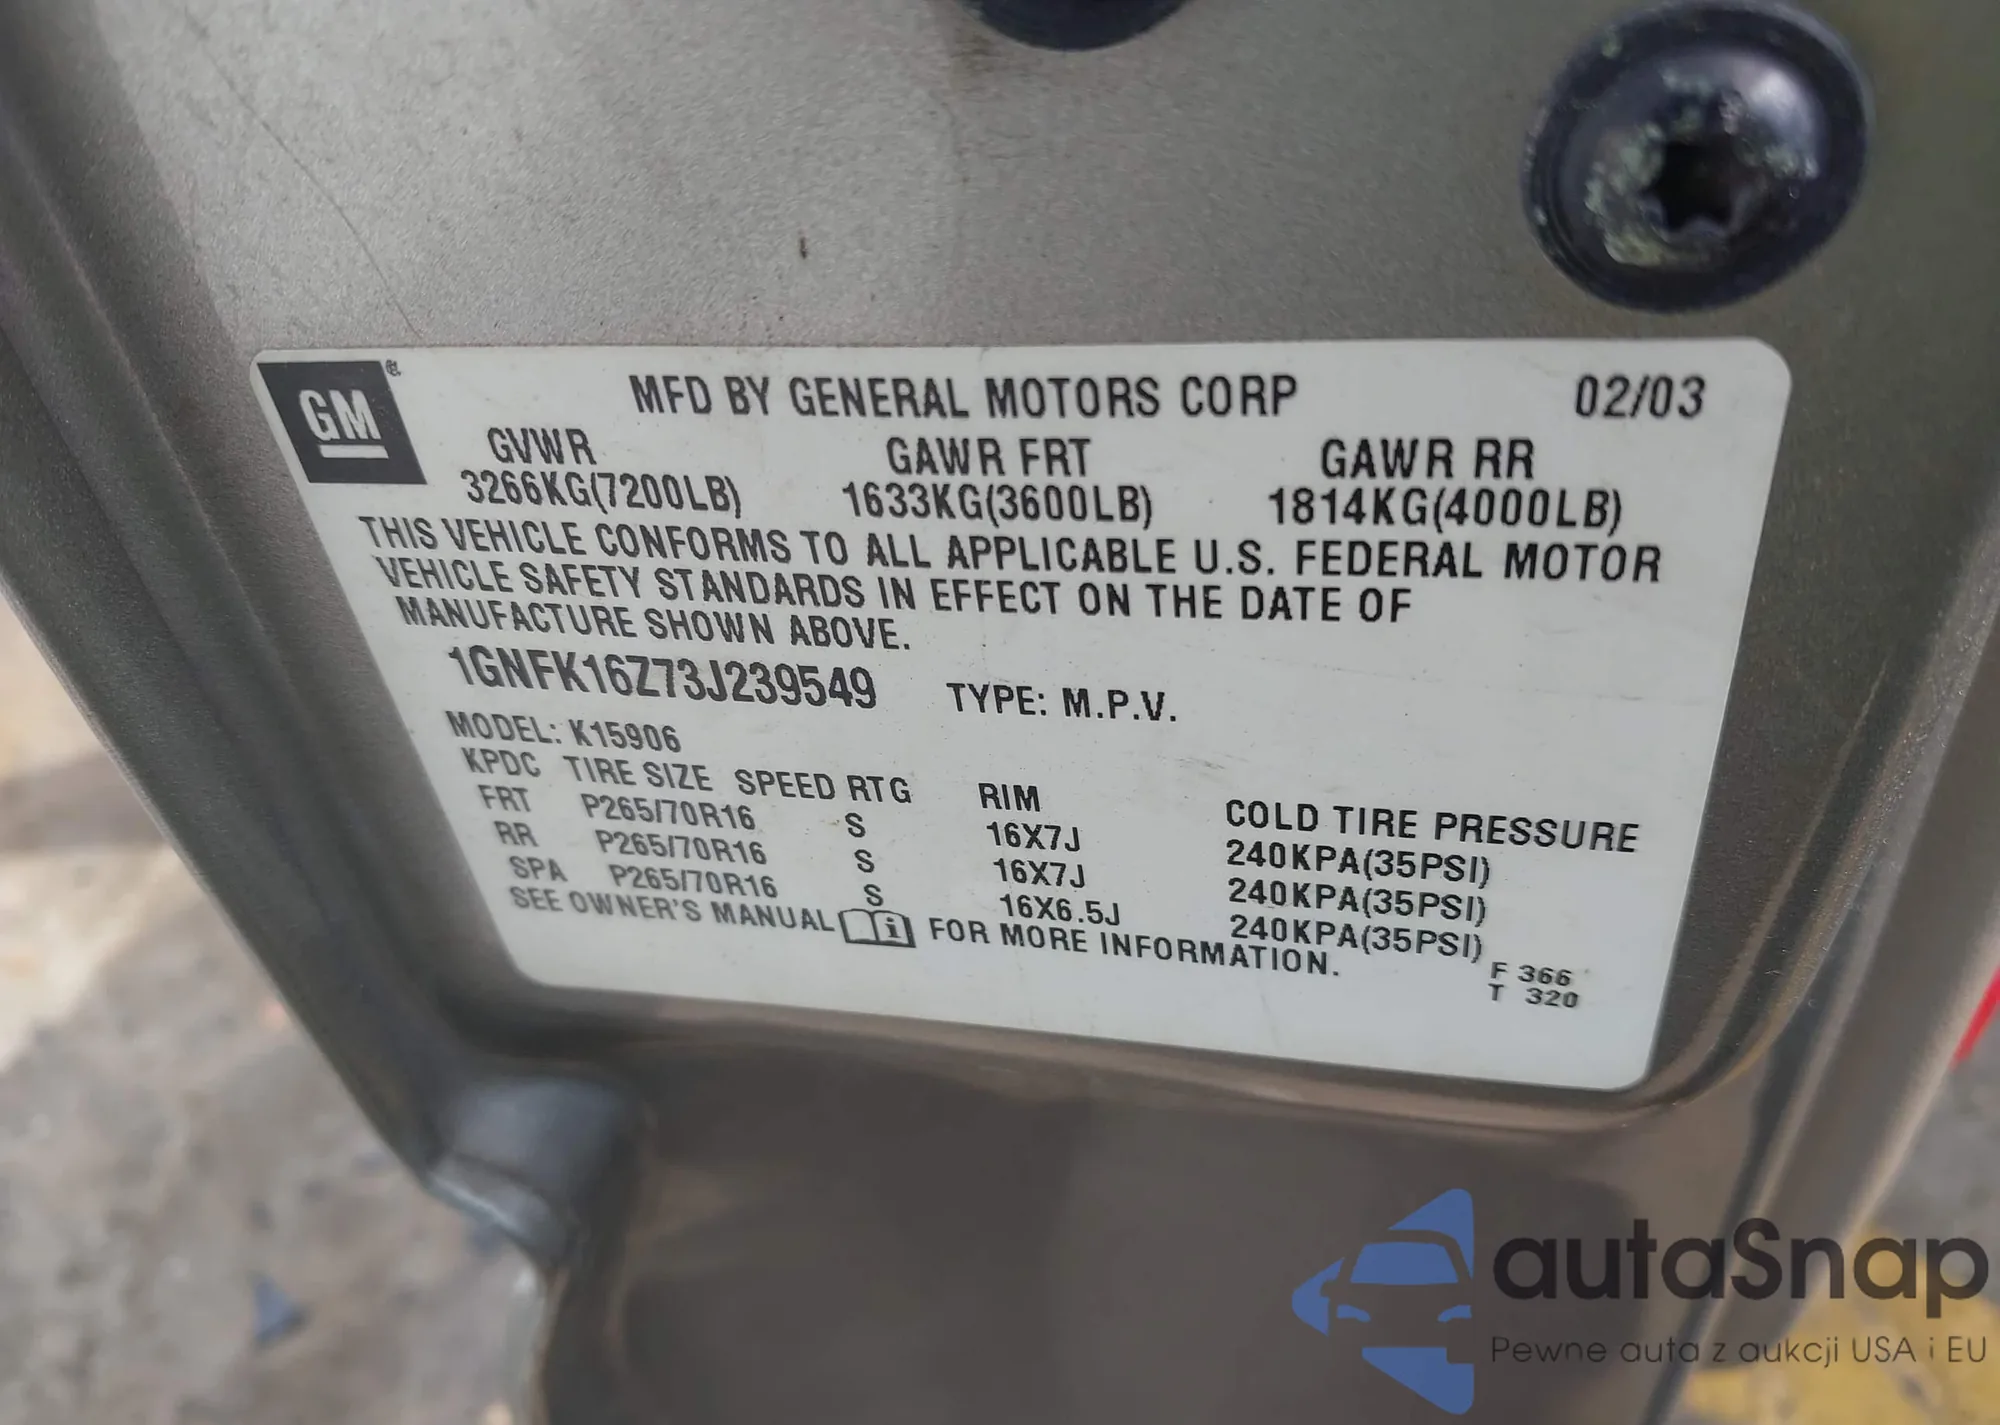 GM®
MFD BY GENERAL MOTORS CORP 02/03
GVWR GAWR FRT GAWR RR
3266KG(7200LB) 1633KG(3600LB) 1814KG(4000LB)
THIS VEHICLE CONFORMS TO ALL APPLICABLE U.S. FEDERAL MOTOR
VEHICLE SAFETY STANDARDS IN EFFECT ON THE DATE OF
MANUFACTURE SHOWN ABOVE.
1GNFK16Z73J239549 TYPE: M.P.V.
MODEL: K15906
KPDC TIRE SIZE SPEED RTG RIM COLD TIRE PRESSURE
FRT P265/70R16 S 16X7J 240KPA(35PSI)
RR P265/70R16 S 16X7J 240KPA(35PSI)
SPA P265/70R16 S 16X6.5J 240KPA(35PSI)
SEE OWNER'S MANUAL i FOR MORE INFORMATION.
F 366
T 320
autaSnap
Pewne auta z aukcji USA i EU